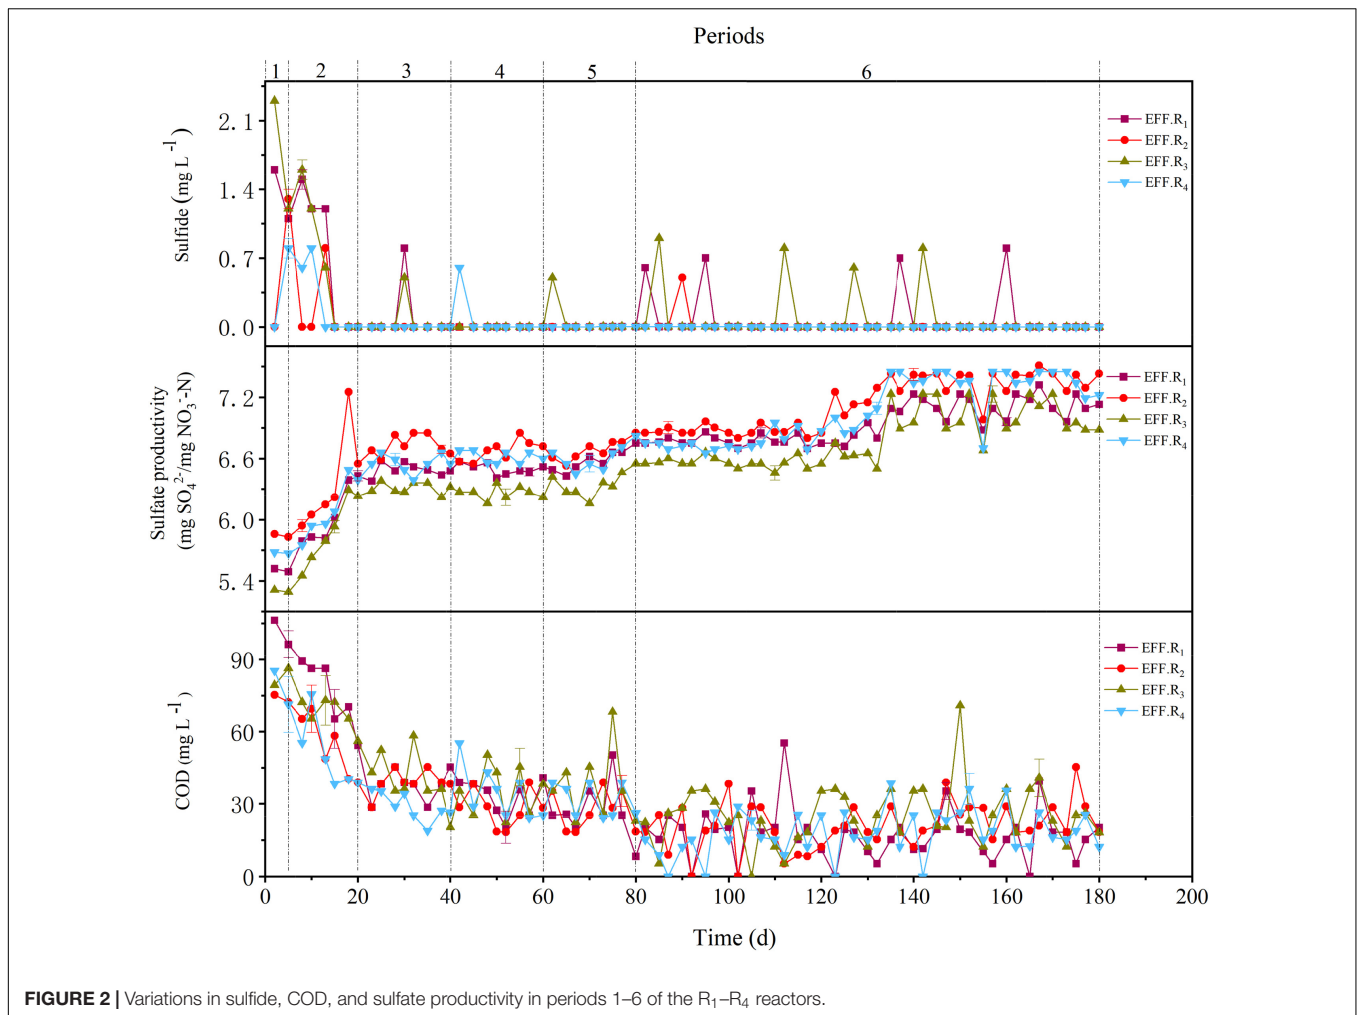 Periods
1 2 3 4 5 6
Sulfide (mg L⁻¹)
2.1
1.4
0.7
0.0
EFF.R₁
EFF.R₂
EFF.R₃
EFF.R₄
Sulfate productivity
(mg SO₄²⁻/mg NO₃⁻-N)
7.2
6.6
6.0
5.4
EFF.R₁
EFF.R₂
EFF.R₃
EFF.R₄
COD (mg L⁻¹)
90
60
30
0
EFF.R₁
EFF.R₂
EFF.R₃
EFF.R₄
0 20 40 60 80 100 120 140 160 180 200
Time (d)
FIGURE 2 | Variations in sulfide, COD, and sulfate productivity in periods 1–6 of the R₁–R₄ reactors.